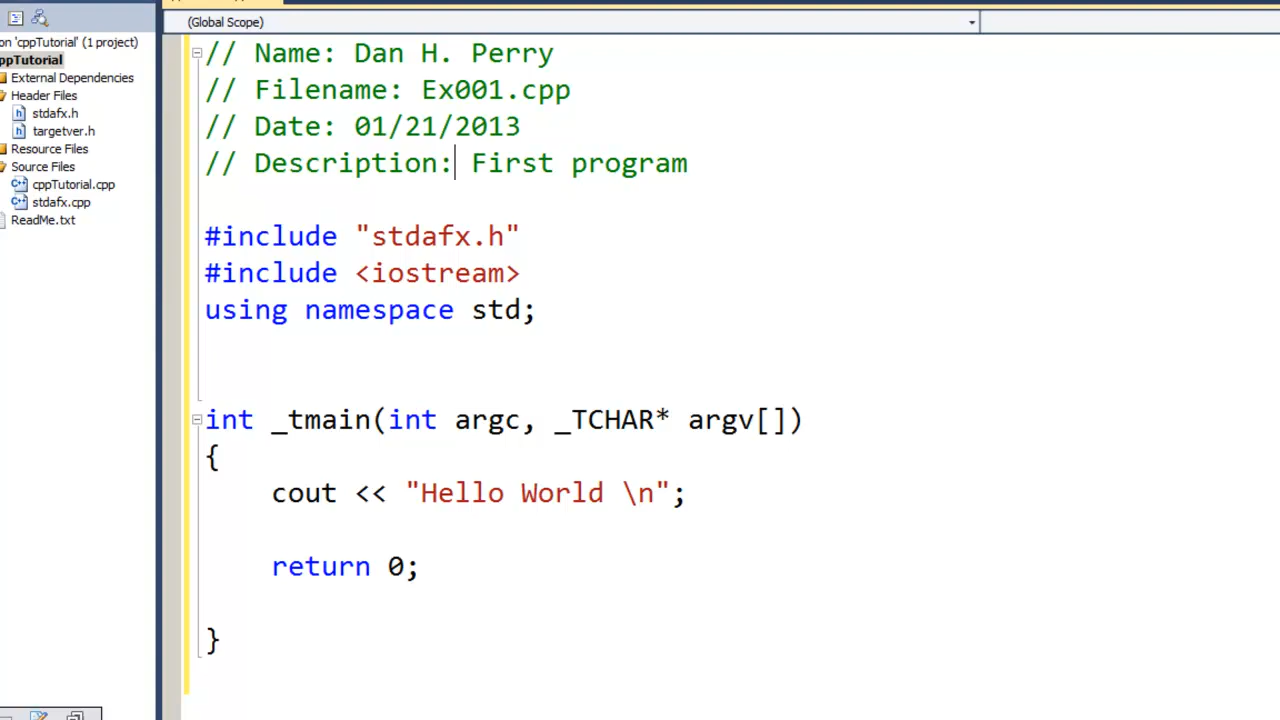 on 'cppTutorial' (1 project)
ppTutorial
External Dependencies
Header Files
stdafx.h
targetver.h
Resource Files
Source Files
cppTutorial.cpp
stdafx.cpp
ReadMe.txt
(Global Scope)
// Name: Dan H. Perry
// Filename: Ex001.cpp
// Date: 01/21/2013
// Description: First program
#include "stdafx.h"
#include <iostream>
using namespace std;
int _tmain(int argc, _TCHAR* argv[])
{
cout << "Hello World \n";
return 0;
}